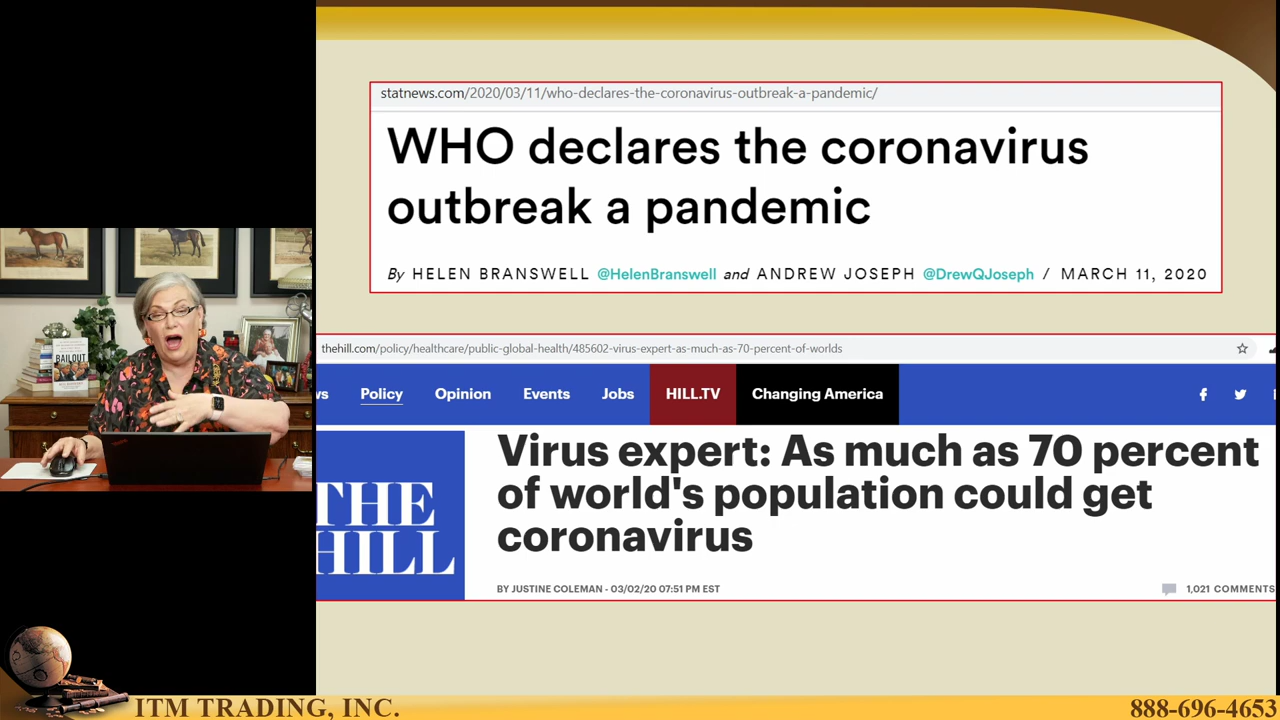 statnews.com/2020/03/11/who-declares-the-coronavirus-outbreak-a-pandemic/
WHO declares the coronavirus
outbreak a pandemic
By HELEN BRANSWELL @HelenBranswell and ANDREW JOSEPH @DrewQJoseph / MARCH 11, 2020
thehill.com/policy/healthcare/public-global-health/485602-virus-expert-as-much-as-70-percent-of-worlds
ws Policy Opinion Events Jobs HILL.TV Changing America
THE
HILL
Virus expert: As much as 70 percent
of world's population could get
coronavirus
BY JUSTINE COLEMAN - 03/02/20 07:51 PM EST
1,021 COMMENTS
BAIL OUT
ITM TRADING, INC.
888-696-4653